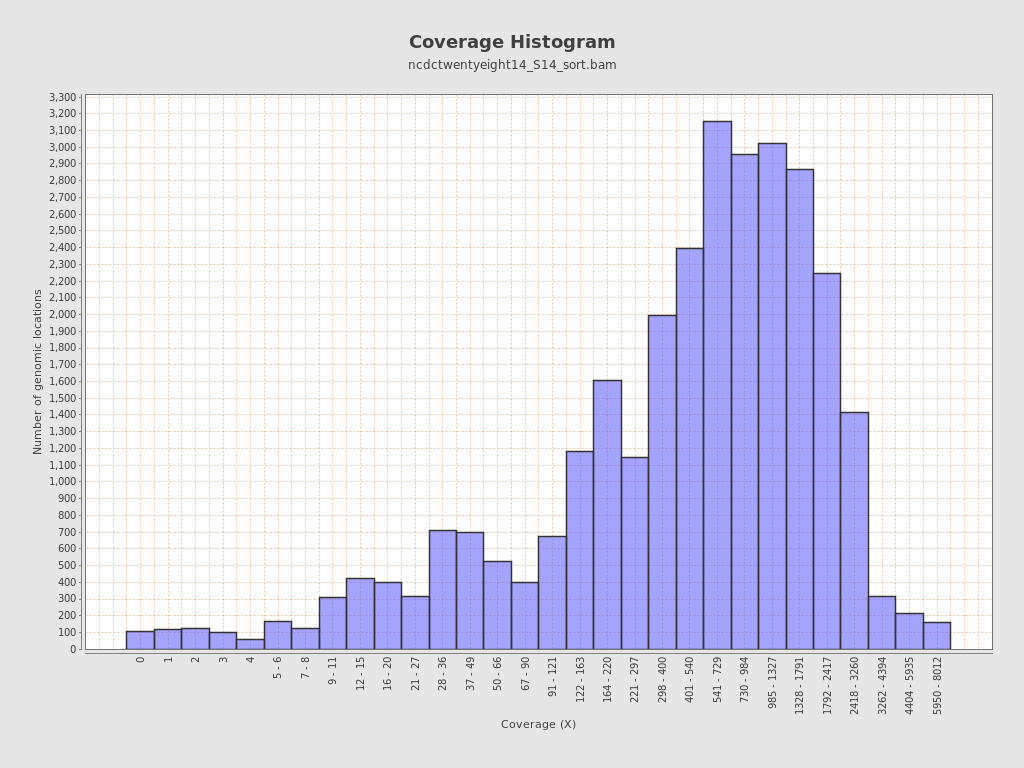 Coverage Histogram
ncdctwentyeight14_S14_sort.bam
3,300
3,200
3,100
3,000
2,900
2,800
2,700
2,600
2,500
2,400
2,300
2,200
2,100
2,000
1,900
1,800
1,700
1,600
1,500
1,400
1,300
1,200
1,100
1,000
900
800
700
600
500
400
300
200
100
0
Number of genomic locations
0
1
2
3
4
5 - 6
7 - 8
9 - 11
12 - 15
16 - 20
21 - 27
28 - 36
37 - 49
50 - 66
67 - 90
91 - 121
122 - 163
164 - 220
221 - 297
298 - 400
401 - 540
541 - 729
730 - 984
985 - 1327
1328 - 1791
1792 - 2417
2418 - 3260
3262 - 4394
4404 - 5935
5950 - 8012
Coverage (X)